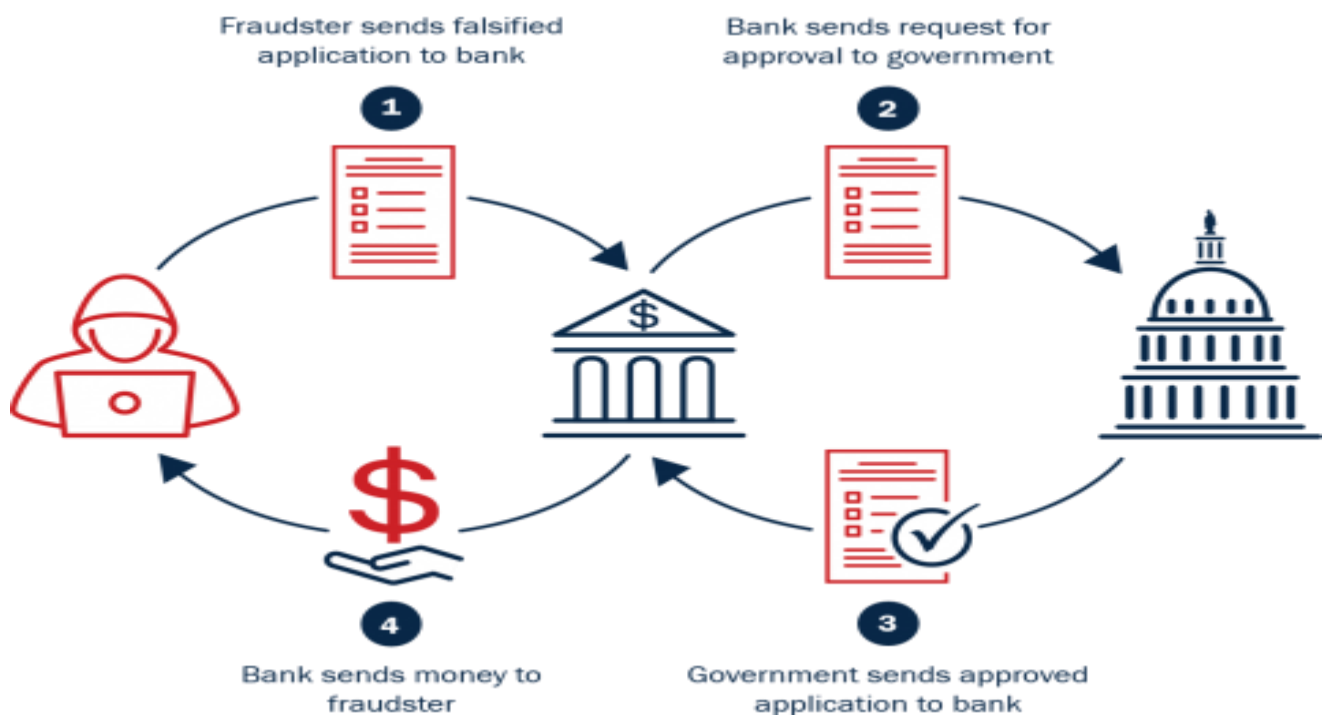 Fraudster sends falsified
application to bank
1
Bank sends request for
approval to government
2
$
$
4
Bank sends money to
fraudster
3
Government sends approved
application to bank